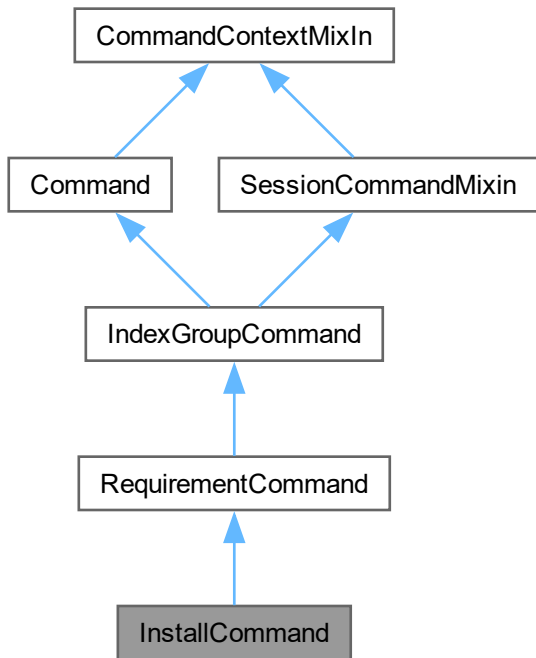 CommandContextMixIn
Command
SessionCommandMixin
IndexGroupCommand
RequirementCommand
InstallCommand